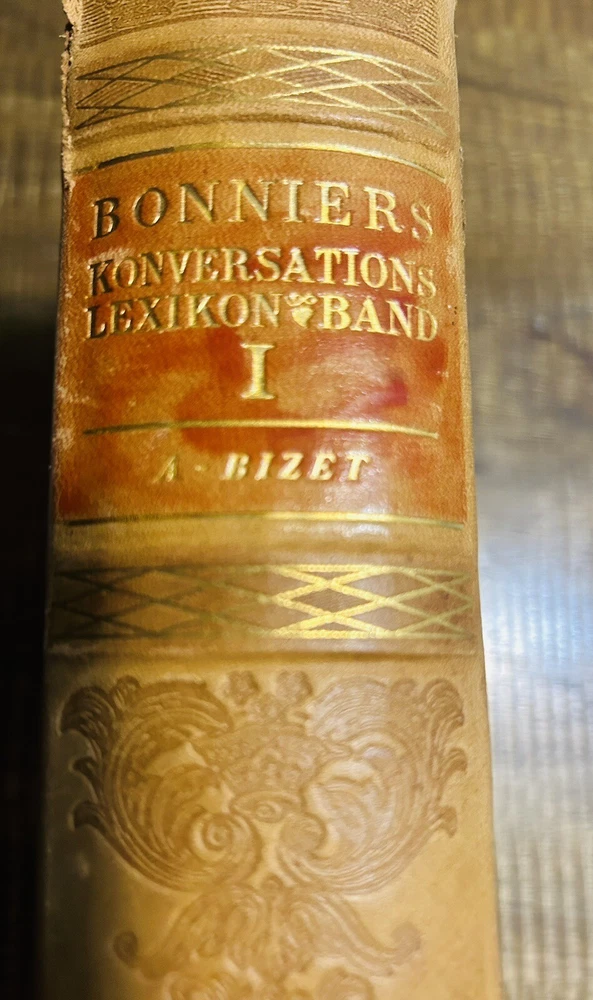 BONNIERS
KONVERSATIONS
LEXIKON BAND
I
A - BIZET